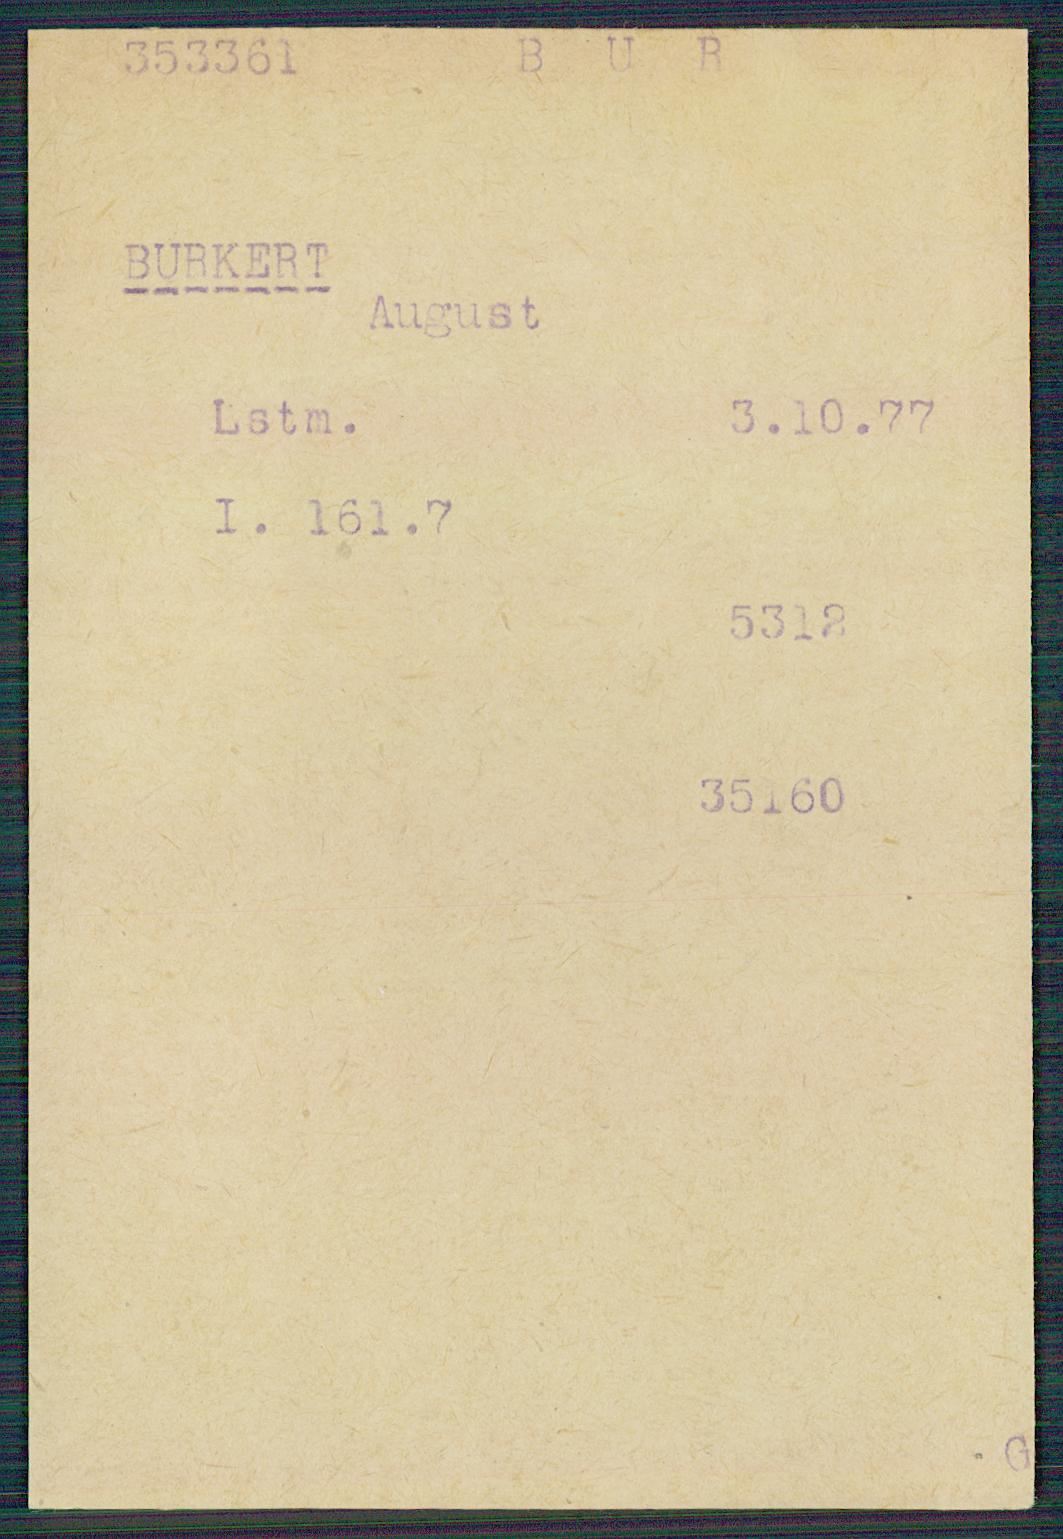 353361 B U R
BURKERT
August
Lstm. 3.10.77
I. 161.7
5312
35160
G